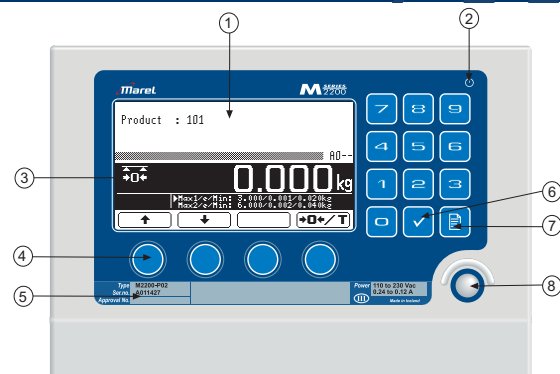 1
2
Marel
M SERIES 2200
Product : 101
A0--
3
→0← 0.000 kg
▶Max1/e/Min: 3.000/0.001/0.020kg
Max2/e/Min: 6.000/0.002/0.040kg
↑ ↓ →0←/T
7 8 9
4 5 6
1 2 3
0 ✓
6
7
4
5
8
Type M2200-P02
Ser.no. A011427
Approval No.
Power 110 to 230 Vac
0.24 to 0.12 A
III Made in Iceland